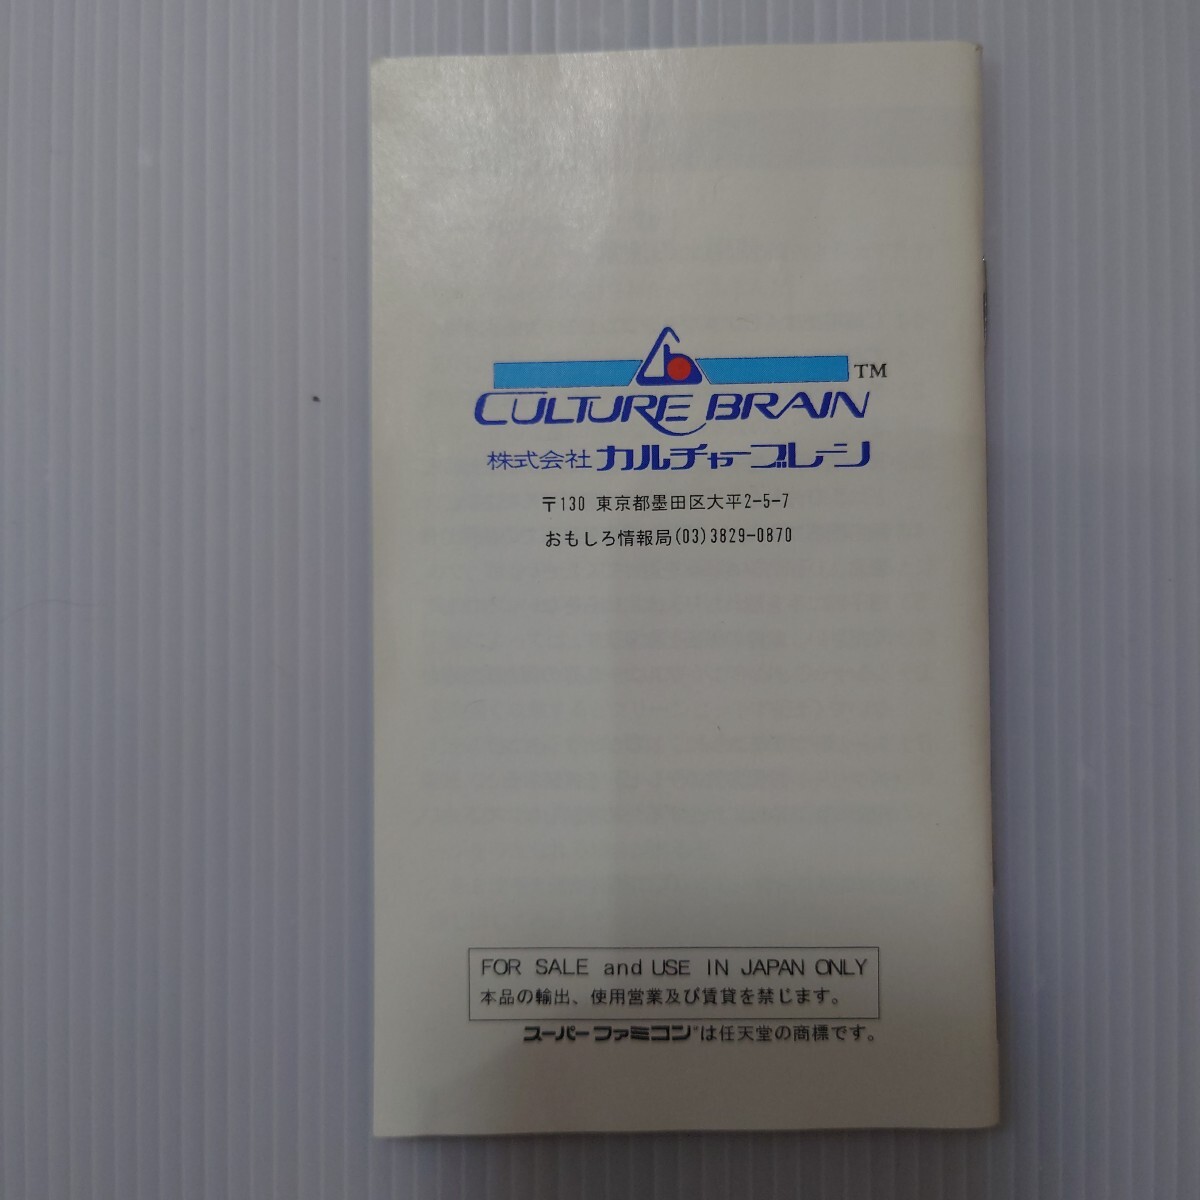 TM
CULTURE BRAIN
株式会社 カルチャーブレーン
〒130 東京都墨田区大平2-5-7
おもしろ情報局(03)3829-0870
FOR SALE and USE IN JAPAN ONLY
本品の輸出、使用営業及び賃貸を禁じます。
スーパーファミコン®は任天堂の商標です。